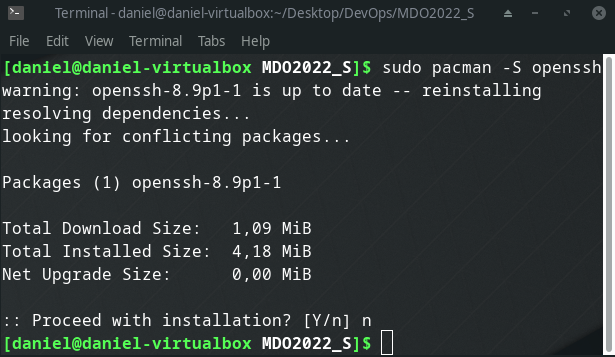 Terminal - daniel@daniel-virtualbox:~/Desktop/DevOps/MDO2022_S
File Edit View Terminal Tabs Help
[daniel@daniel-virtualbox MDO2022_S]$ sudo pacman -S openssh
warning: openssh-8.9p1-1 is up to date -- reinstalling
resolving dependencies...
looking for conflicting packages...
Packages (1) openssh-8.9p1-1
Total Download Size: 1,09 MiB
Total Installed Size: 4,18 MiB
Net Upgrade Size: 0,00 MiB
:: Proceed with installation? [Y/n] n
[daniel@daniel-virtualbox MDO2022_S]$